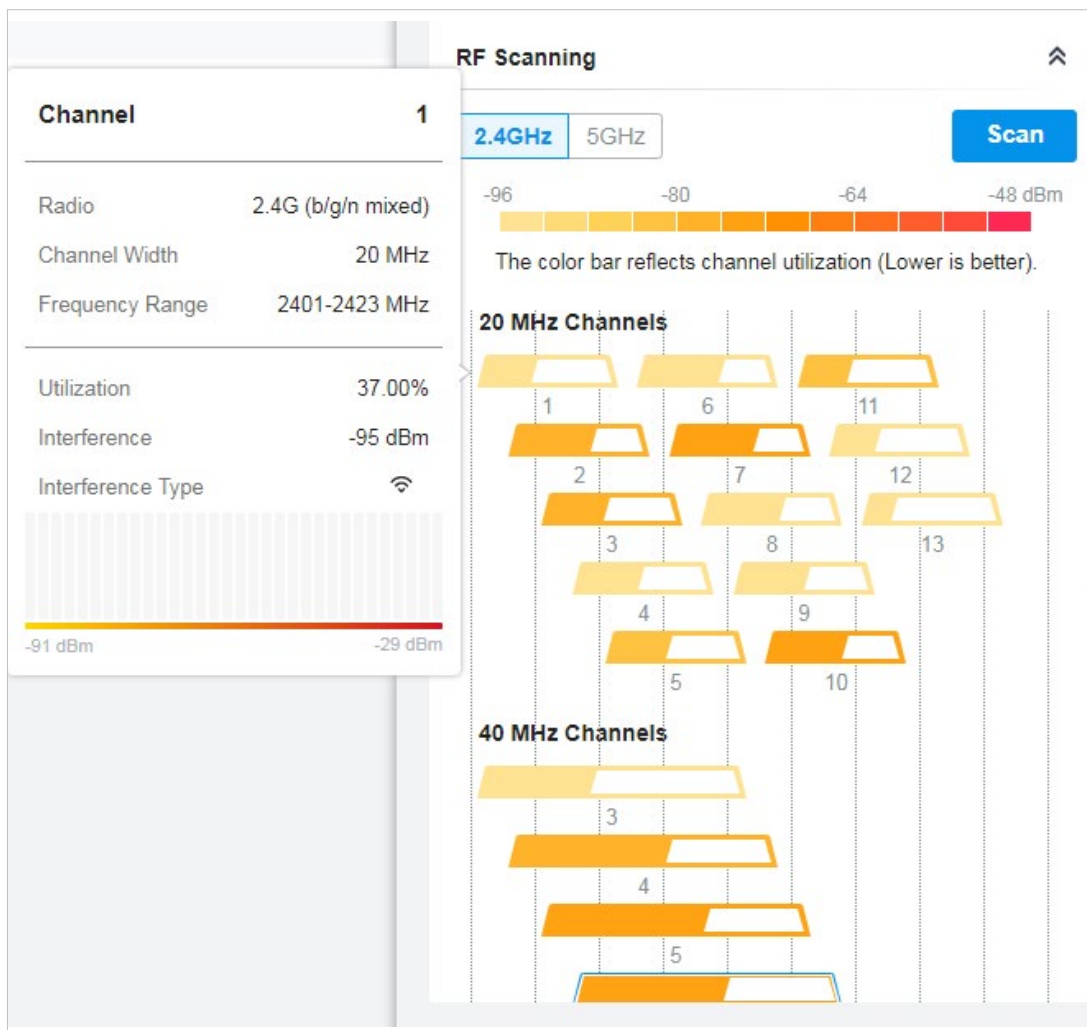 RF Scanning
Channel 1
2.4GHz 5GHz Scan
Radio 2.4G (b/g/n mixed)
Channel Width 20 MHz
Frequency Range 2401-2423 MHz
Utilization 37.00%
Interference -95 dBm
Interference Type
-91 dBm -29 dBm
-96 -80 -64 -48 dBm
The color bar reflects channel utilization (Lower is better).
20 MHz Channels
1 6 11
2 7 12
3 8 13
4 9
5 10
40 MHz Channels
3
4
5